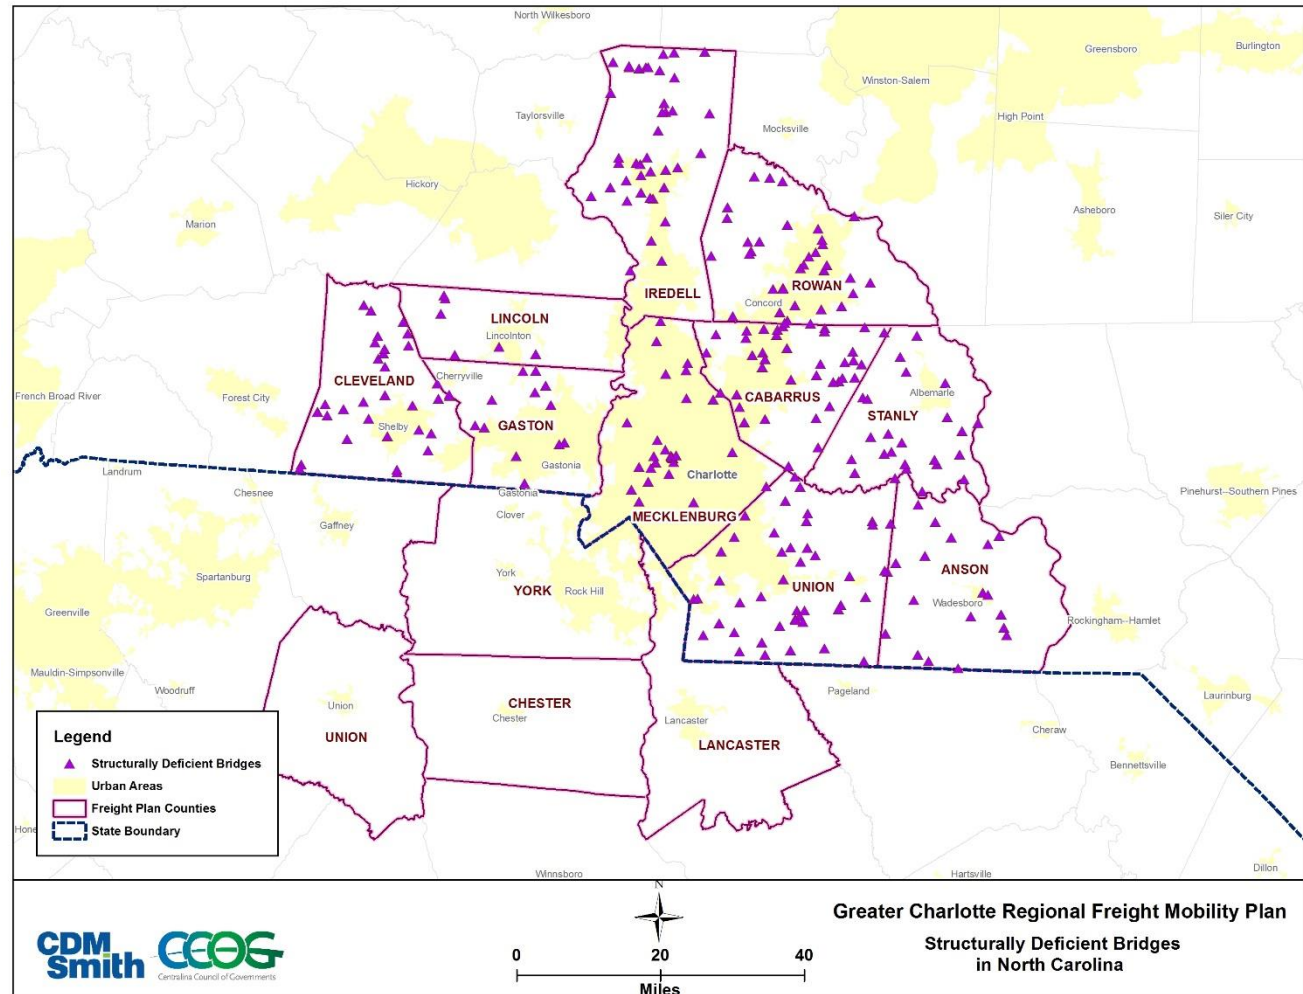 North Wilkesboro
Greensboro
Burlington
Winston-Salem
High Point
Taylorsville
Mocksville
Hickory
Asheboro
Siler City
Marion
IREDELL
ROWAN
Concord
LINCOLN
Lincolnton
CLEVELAND
Cherryville
CABARRUS
Albemarle
STANLY
French Broad River
Forest City
Shelby
GASTON
Gastonia
Charlotte
Landrum
Chesnee
Gastonia
Clover
MECKLENBURG
Pinehurst--Southern Pines
Gaffney
Spartanburg
York
YORK
Rock Hill
UNION
ANSON
Wadesboro
Rockingham--Hamlet
Greenville
Mauldin-Simpsonville
Woodruff
Union
UNION
CHESTER
Chester
Lancaster
LANCASTER
Pageland
Cheraw
Laurinburg
Bennettsville
Legend
Structurally Deficient Bridges
Urban Areas
Freight Plan Counties
State Boundary
Hone
Winnsboro
Hartsville
Dillon
CDM
Smith
CCOG
Centralina Council of Governments
N
0 20 40
Miles
Greater Charlotte Regional Freight Mobility Plan
Structurally Deficient Bridges
in North Carolina